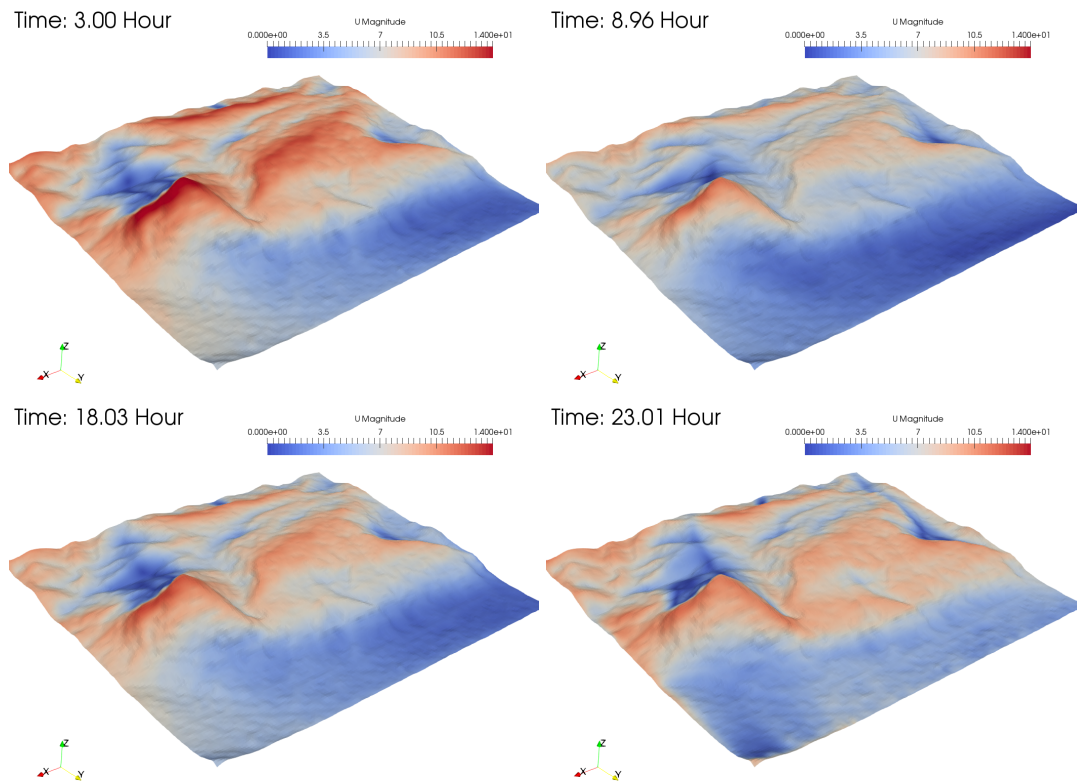 Time: 3.00 Hour
U Magnitude
0.000e+00 3.5 7 10.5 1.400e+01
Z
X
Y
Time: 8.96 Hour
U Magnitude
0.000e+00 3.5 7 10.5 1.400e+01
Z
X
Y
Time: 18.03 Hour
U Magnitude
0.000e+00 3.5 7 10.5 1.400e+01
Z
X
Y
Time: 23.01 Hour
U Magnitude
0.000e+00 3.5 7 10.5 1.400e+01
Z
X
Y